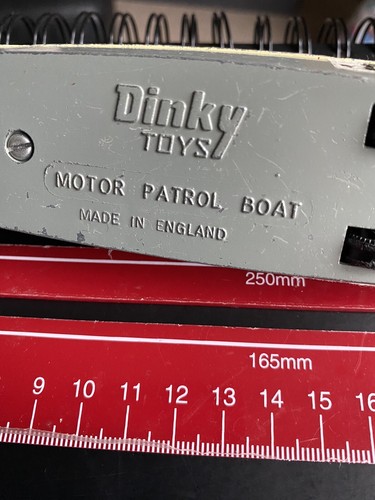 Dinky
TOYS
MOTOR PATROL BOAT
MADE IN ENGLAND
250mm
165mm
9 10 11 12 13 14 15 16